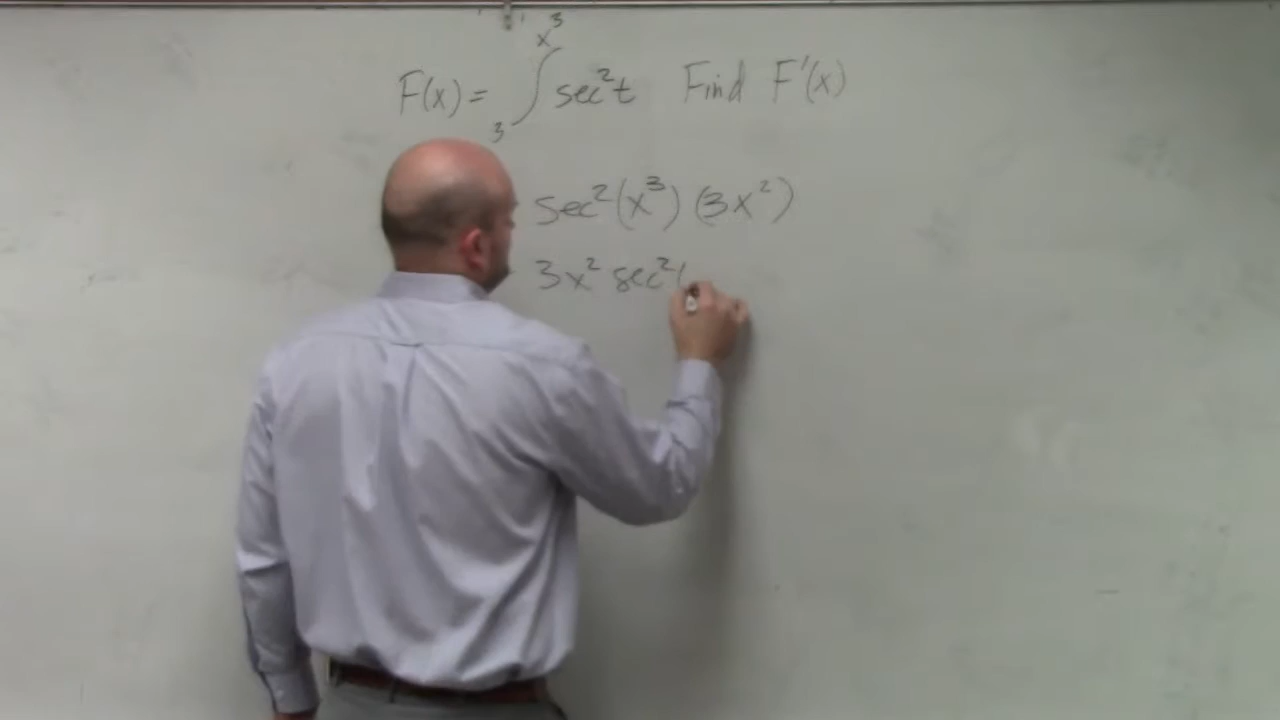 F(x) = ∫₃^x³ sec²t Find F'(x)
sec²(x³) (3x²)
3x² sec²(